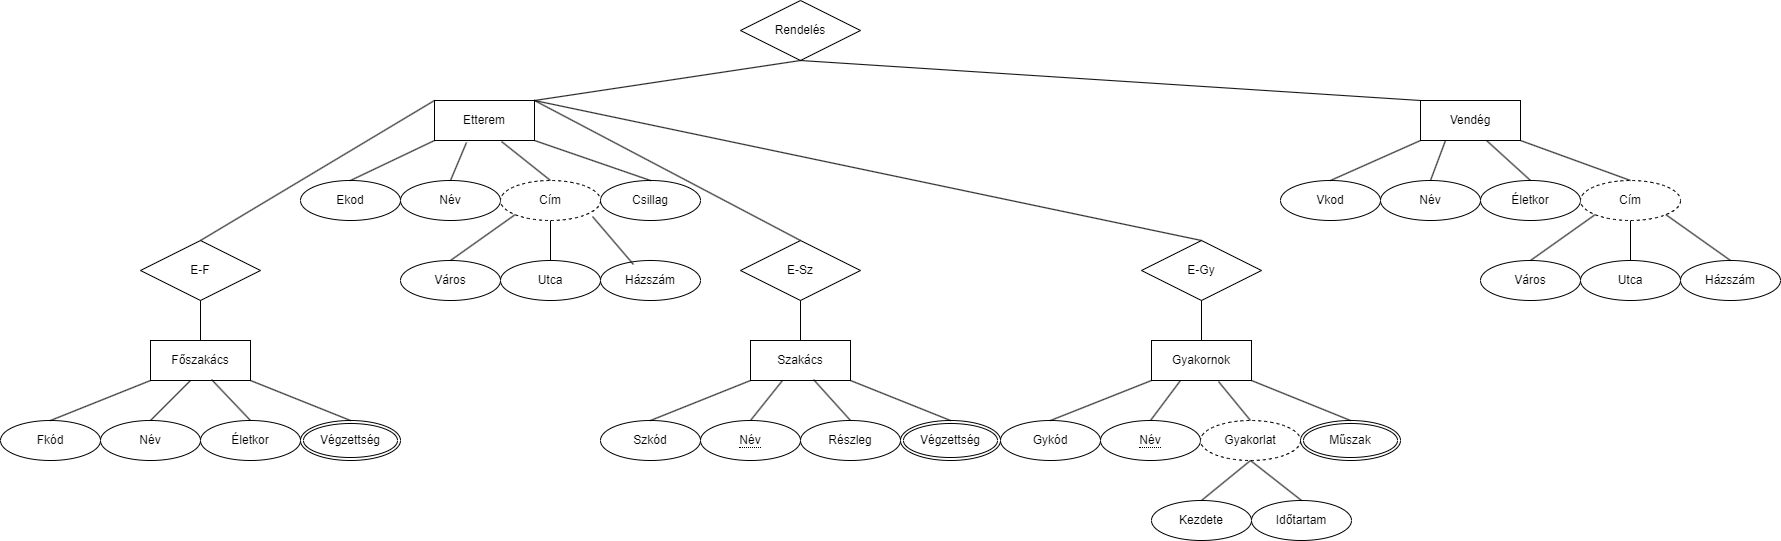 Rendelés
Etterem
Vendég
Ekod
Név
Cím
Csillag
Vkod
Név
Életkor
Cím
E-F
E-Sz
E-Gy
Város
Utca
Házszám
Város
Utca
Házszám
Főszakács
Szakács
Gyakornok
Fkód
Név
Életkor
Végzettség
Szkód
Név
Részleg
Végzettség
Gykód
Név
Gyakorlat
Műszak
Kezdete
Időtartam